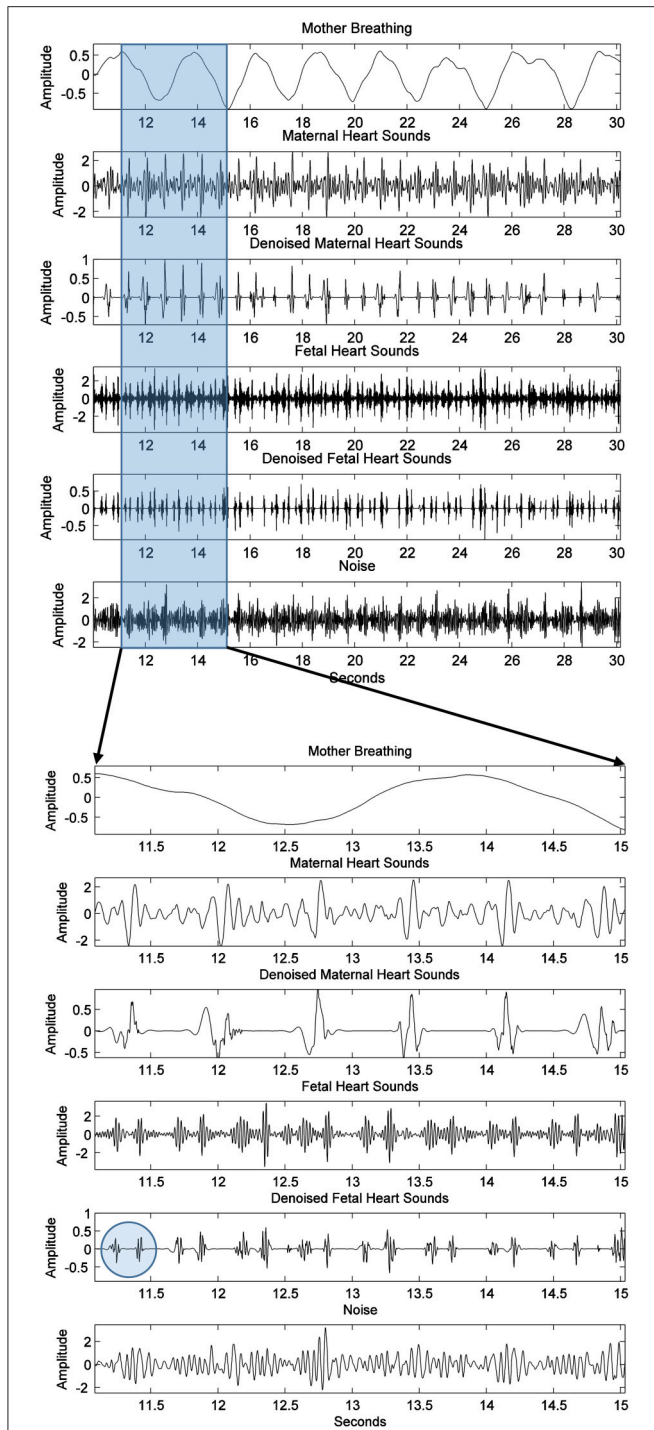 Mother Breathing
Amplitude
0.5
0
-0.5
12 14 16 18 20 22 24 26 28 30
Maternal Heart Sounds
Amplitude
2
0
-2
12 14 16 18 20 22 24 26 28 30
Denoised Maternal Heart Sounds
Amplitude
1
0.5
0
-0.5
12 14 16 18 20 22 24 26 28 30
Fetal Heart Sounds
Amplitude
2
0
-2
12 14 16 18 20 22 24 26 28 30
Denoised Fetal Heart Sounds
Amplitude
0.5
0
-0.5
12 14 16 18 20 22 24 26 28 30
Noise
Amplitude
2
0
-2
12 14 16 18 20 22 24 26 28 30
Seconds
Mother Breathing
Amplitude
0.5
0
-0.5
11.5 12 12.5 13 13.5 14 14.5 15
Maternal Heart Sounds
Amplitude
2
0
-2
11.5 12 12.5 13 13.5 14 14.5 15
Denoised Maternal Heart Sounds
Amplitude
0.5
0
-0.5
11.5 12 12.5 13 13.5 14 14.5 15
Fetal Heart Sounds
Amplitude
2
0
-2
11.5 12 12.5 13 13.5 14 14.5 15
Denoised Fetal Heart Sounds
Amplitude
1
0.5
0
-0.5
11.5 12 12.5 13 13.5 14 14.5 15
Noise
Amplitude
2
0
-2
11.5 12 12.5 13 13.5 14 14.5 15
Seconds